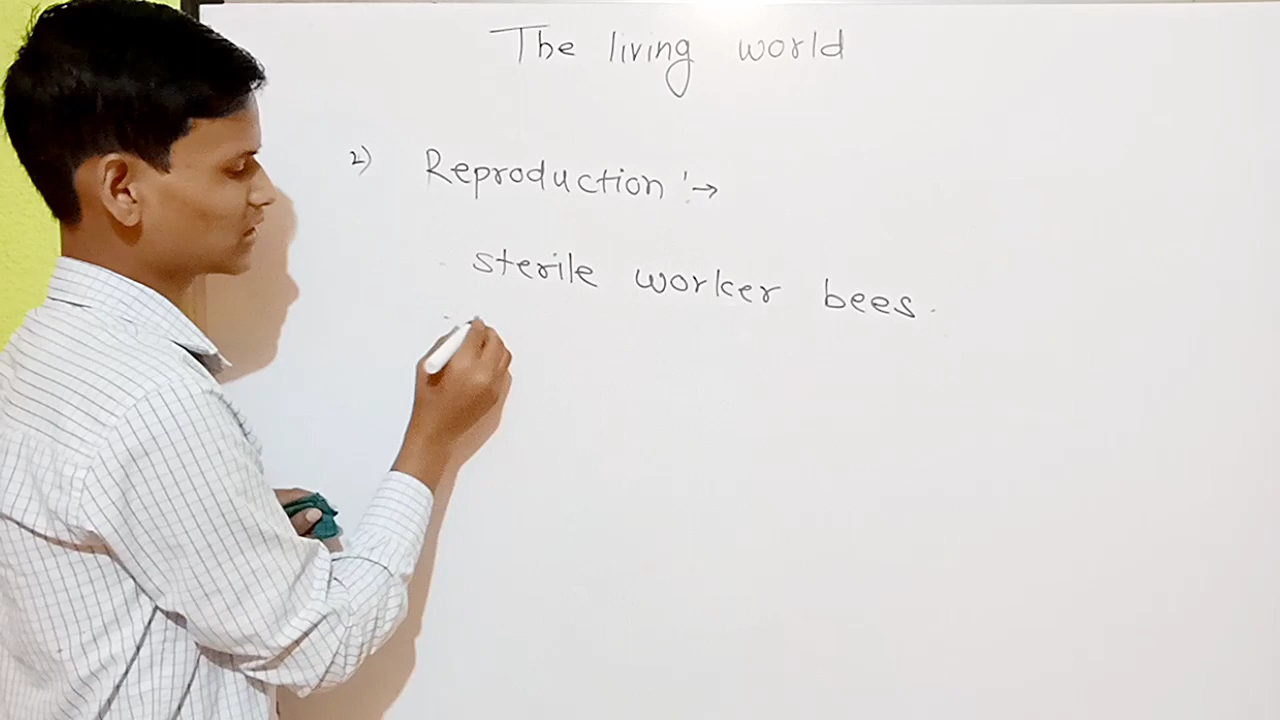 The living world
2) Reproduction :→
sterile worker bees.